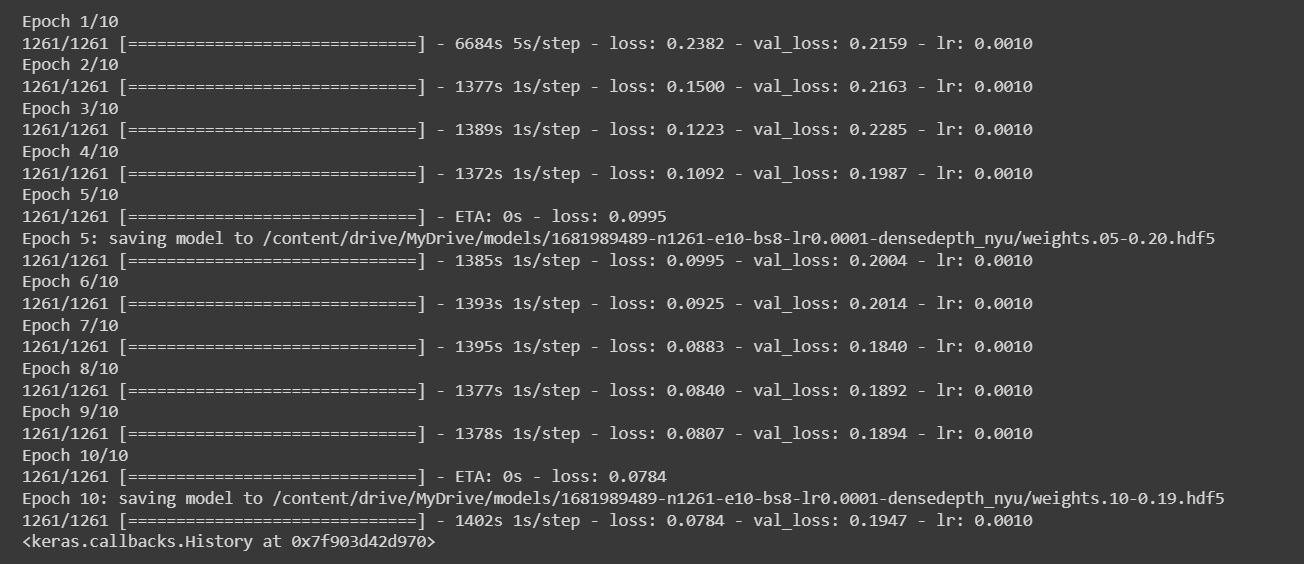 Epoch 1/10
1261/1261 [==============================] - 6684s 5s/step - loss: 0.2382 - val_loss: 0.2159 - lr: 0.0010
Epoch 2/10
1261/1261 [==============================] - 1377s 1s/step - loss: 0.1500 - val_loss: 0.2163 - lr: 0.0010
Epoch 3/10
1261/1261 [==============================] - 1389s 1s/step - loss: 0.1223 - val_loss: 0.2285 - lr: 0.0010
Epoch 4/10
1261/1261 [==============================] - 1372s 1s/step - loss: 0.1092 - val_loss: 0.1987 - lr: 0.0010
Epoch 5/10
1261/1261 [==============================] - ETA: 0s - loss: 0.0995
Epoch 5: saving model to /content/drive/MyDrive/models/1681989489-n1261-e10-bs8-lr0.0001-densedepth_nyu/weights.05-0.20.hdf5
1261/1261 [==============================] - 1385s 1s/step - loss: 0.0995 - val_loss: 0.2004 - lr: 0.0010
Epoch 6/10
1261/1261 [==============================] - 1393s 1s/step - loss: 0.0925 - val_loss: 0.2014 - lr: 0.0010
Epoch 7/10
1261/1261 [==============================] - 1395s 1s/step - loss: 0.0883 - val_loss: 0.1840 - lr: 0.0010
Epoch 8/10
1261/1261 [==============================] - 1377s 1s/step - loss: 0.0840 - val_loss: 0.1892 - lr: 0.0010
Epoch 9/10
1261/1261 [==============================] - 1378s 1s/step - loss: 0.0807 - val_loss: 0.1894 - lr: 0.0010
Epoch 10/10
1261/1261 [==============================] - ETA: 0s - loss: 0.0784
Epoch 10: saving model to /content/drive/MyDrive/models/1681989489-n1261-e10-bs8-lr0.0001-densedepth_nyu/weights.10-0.19.hdf5
1261/1261 [==============================] - 1402s 1s/step - loss: 0.0784 - val_loss: 0.1947 - lr: 0.0010
<keras.callbacks.History at 0x7f903d42d970>